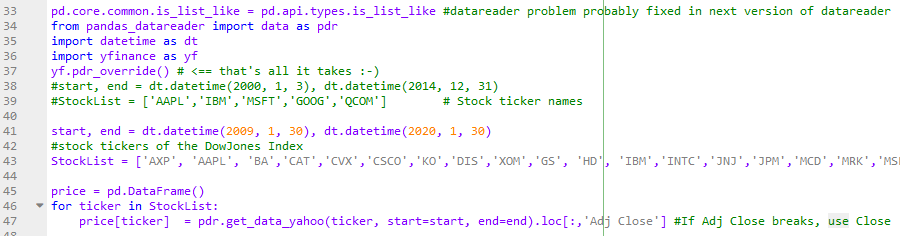 33 pd.core.common.is_list_like = pd.api.types.is_list_like #datareader problem probably fixed in next version of datareader
34 from pandas_datareader import data as pdr
35 import datetime as dt
36 import yfinance as yf
37 yf.pdr_override() # <== that's all it takes :-)
38 #start, end = dt.datetime(2000, 1, 3), dt.datetime(2014, 12, 31)
39 #StockList = ['AAPL','IBM','MSFT','GOOG','QCOM'] # Stock ticker names
40
41 start, end = dt.datetime(2009, 1, 30), dt.datetime(2020, 1, 30)
42 #stock tickers of the DowJones Index
43 StockList = ['AXP', 'AAPL', 'BA','CAT','CVX','CSCO','KO','DIS','XOM','GS', 'HD', 'IBM','INTC','JNJ','JPM','MCD','MRK','MS
44
45 price = pd.DataFrame()
46 for ticker in StockList:
47 price[ticker] = pdr.get_data_yahoo(ticker, start=start, end=end).loc[:,'Adj Close'] #If Adj Close breaks, use Close